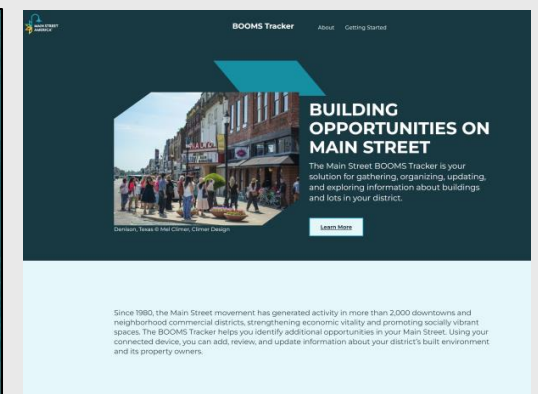 MAIN STREET
AMERICA
BOOMS Tracker
About
Getting Started
BUILDING
OPPORTUNITIES ON
MAIN STREET
The Main Street BOOMS Tracker is your
solution for gathering, organizing, updating,
and exploring information about buildings
and lots in your district.
Learn More
Denison, Texas © Mel Climer, Climer Design
Since 1980, the Main Street movement has generated activity in more than 2,000 downtowns and
neighborhood commercial districts, strengthening economic vitality and promoting socially vibrant
spaces. The BOOMS Tracker helps you identify additional opportunities in your Main Street. Using your
connected device, you can add, review, and update information about your district's built environment
and its property owners.